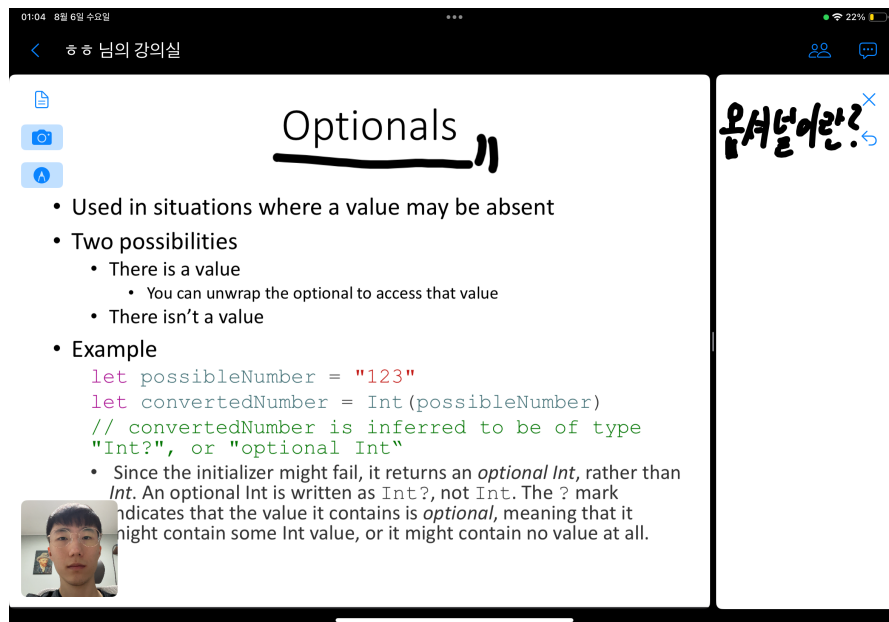 01:04 8월 6일 수요일
22%
ㅎㅎ 님의 강의실
Optionals
옵셔널이란?
• Used in situations where a value may be absent
• Two possibilities
• There is a value
• You can unwrap the optional to access that value
• There isn’t a value
• Example
let possibleNumber = "123"
let convertedNumber = Int(possibleNumber)
// convertedNumber is inferred to be of type
"Int?", or "optional Int“
• Since the initializer might fail, it returns an optional Int, rather than
Int. An optional Int is written as Int?, not Int. The ? mark
ndicates that the value it contains is optional, meaning that it
might contain some Int value, or it might contain no value at all.